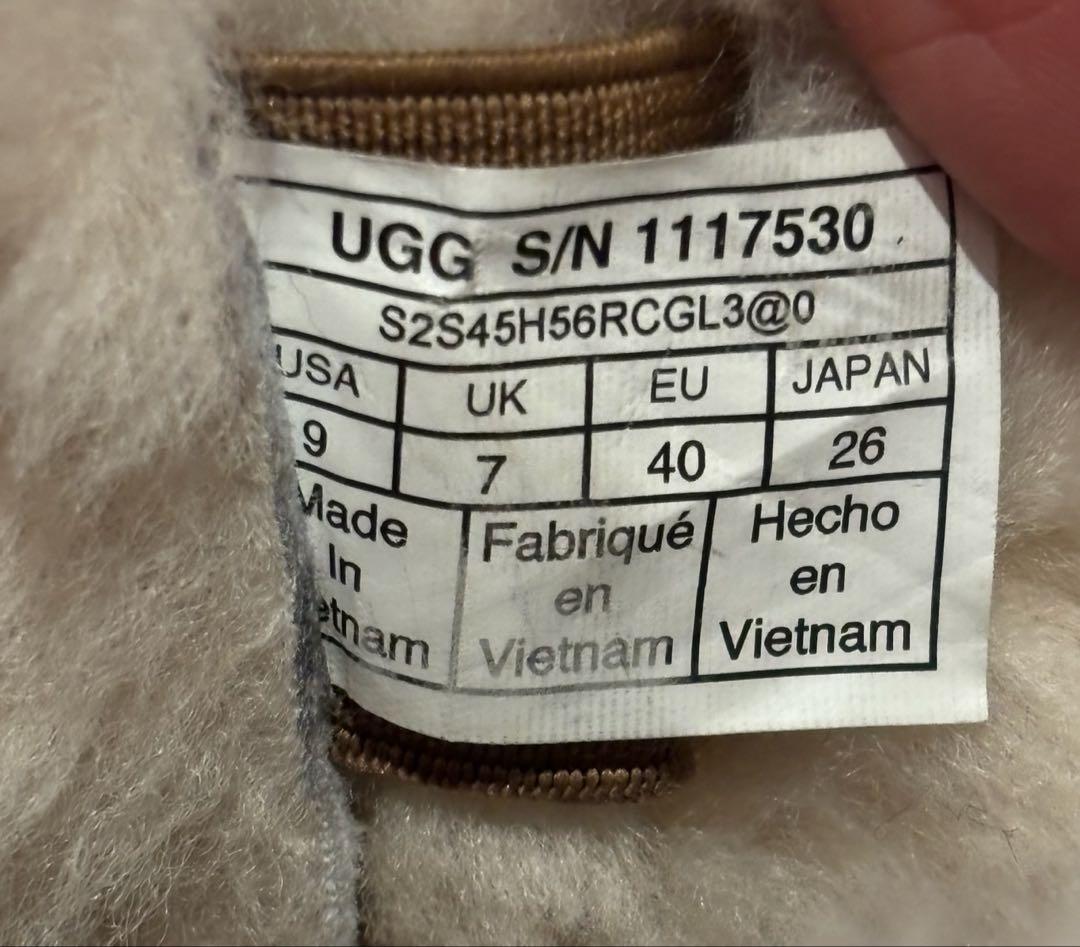 UGG S/N 1117530
S2S45H56RCGL3@0
USA UK EU JAPAN
9 7 40 26
Made Fabriqué Hecho
In en en
etnam Vietnam Vietnam